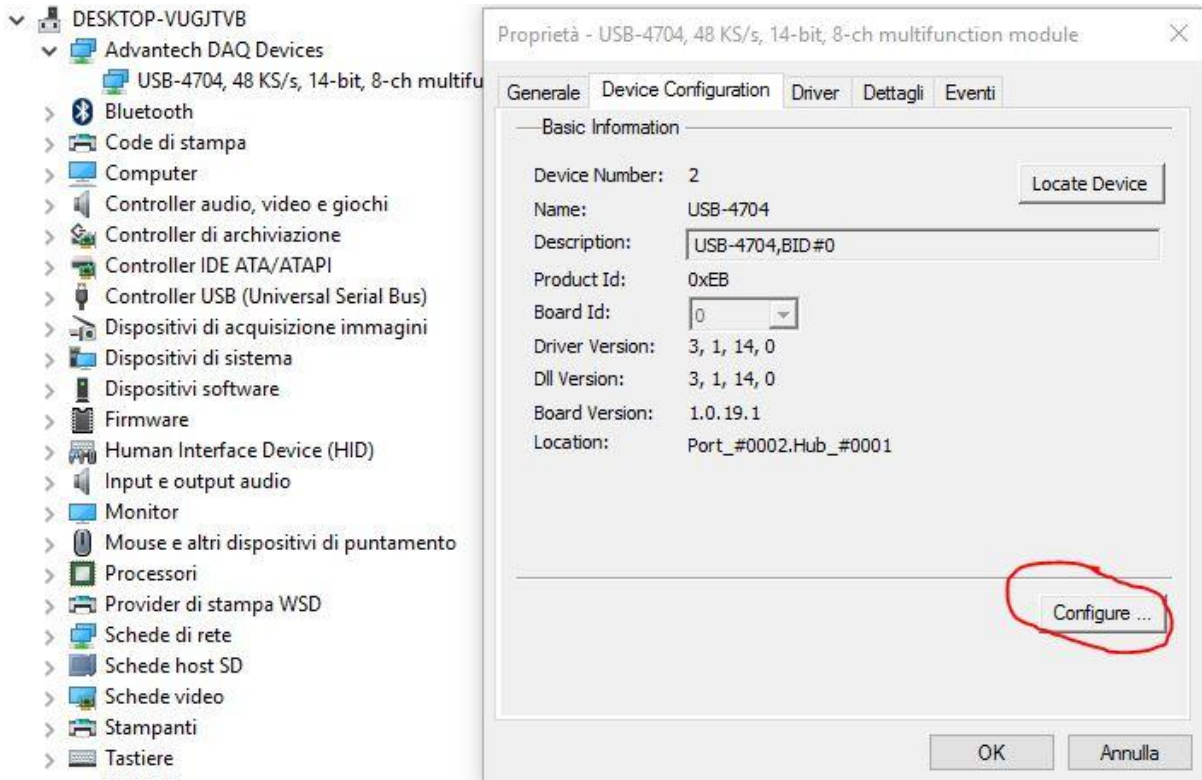 DESKTOP-VUGJTVB
Advantech DAQ Devices
USB-4704, 48 KS/s, 14-bit, 8-ch multifu
Bluetooth
Code di stampa
Computer
Controller audio, video e giochi
Controller di archiviazione
Controller IDE ATA/ATAPI
Controller USB (Universal Serial Bus)
Dispositivi di acquisizione immagini
Dispositivi di sistema
Dispositivi software
Firmware
Human Interface Device (HID)
Input e output audio
Monitor
Mouse e altri dispositivi di puntamento
Processori
Provider di stampa WSD
Schede di rete
Schede host SD
Schede video
Stampanti
Tastiere
Proprietà - USB-4704, 48 KS/s, 14-bit, 8-ch multifunction module
Generale Device Configuration Driver Dettagli Eventi
Basic Information
Device Number: 2
Locate Device
Name: USB-4704
Description: USB-4704,BID#0
Product Id: 0xEB
Board Id: 0
Driver Version: 3, 1, 14, 0
Dll Version: 3, 1, 14, 0
Board Version: 1.0.19.1
Location: Port_#0002.Hub_#0001
Configure ...
OK Annulla